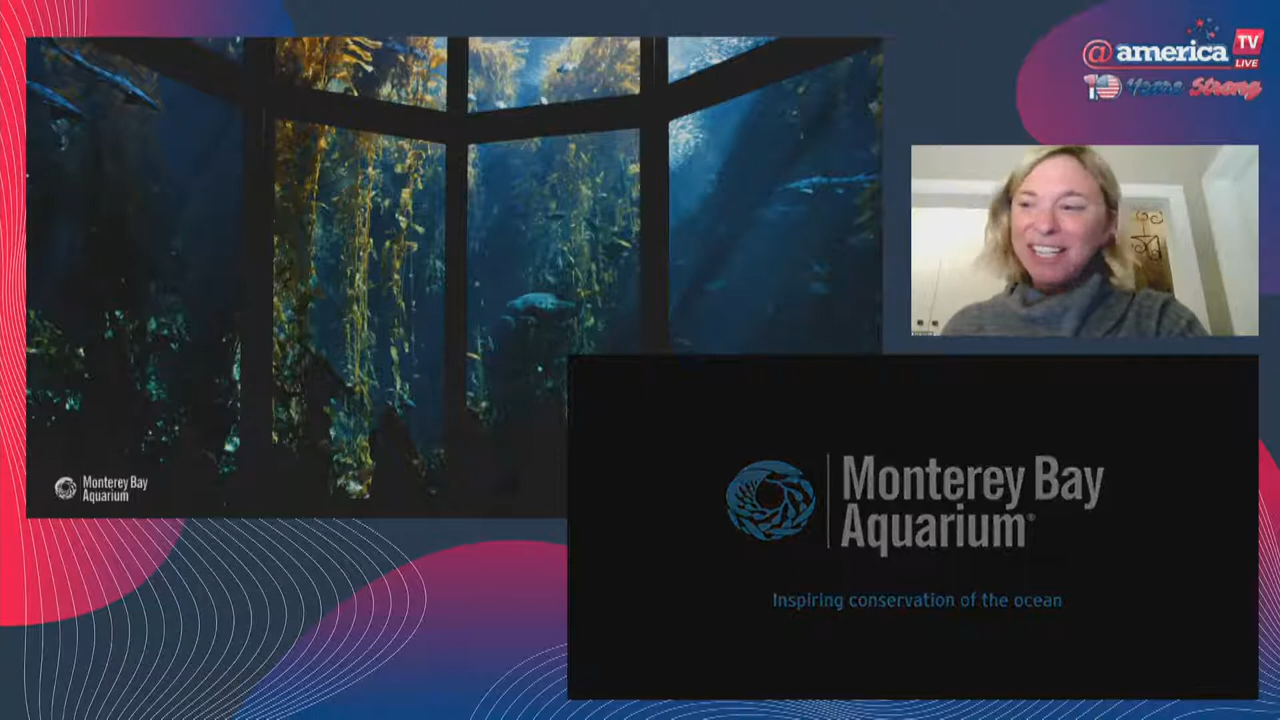 @america
TV
LIVE
10 Years Strong
Monterey Bay
Aquarium
Monterey Bay
Aquarium®
Inspiring conservation of the ocean